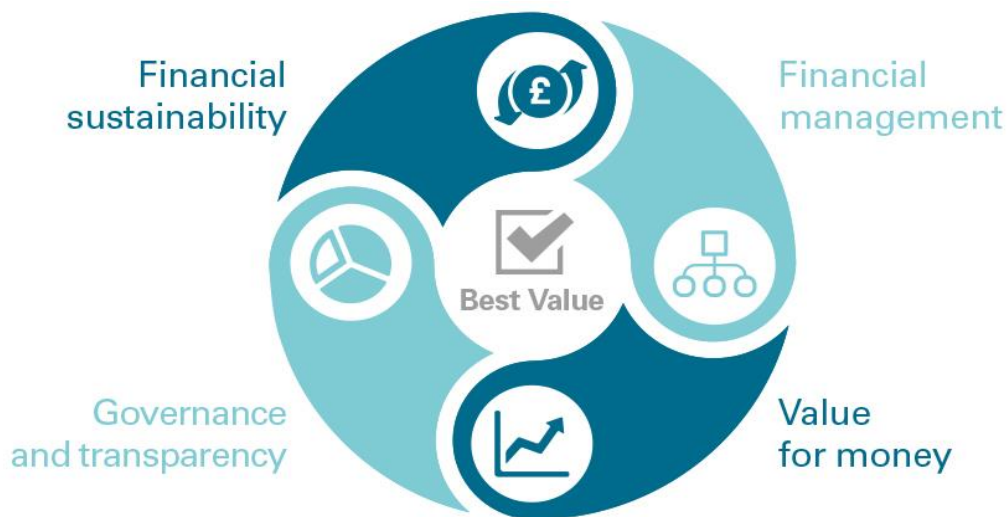 Financial
sustainability
£
Financial
management
Best Value
Governance
and transparency
Value
for money